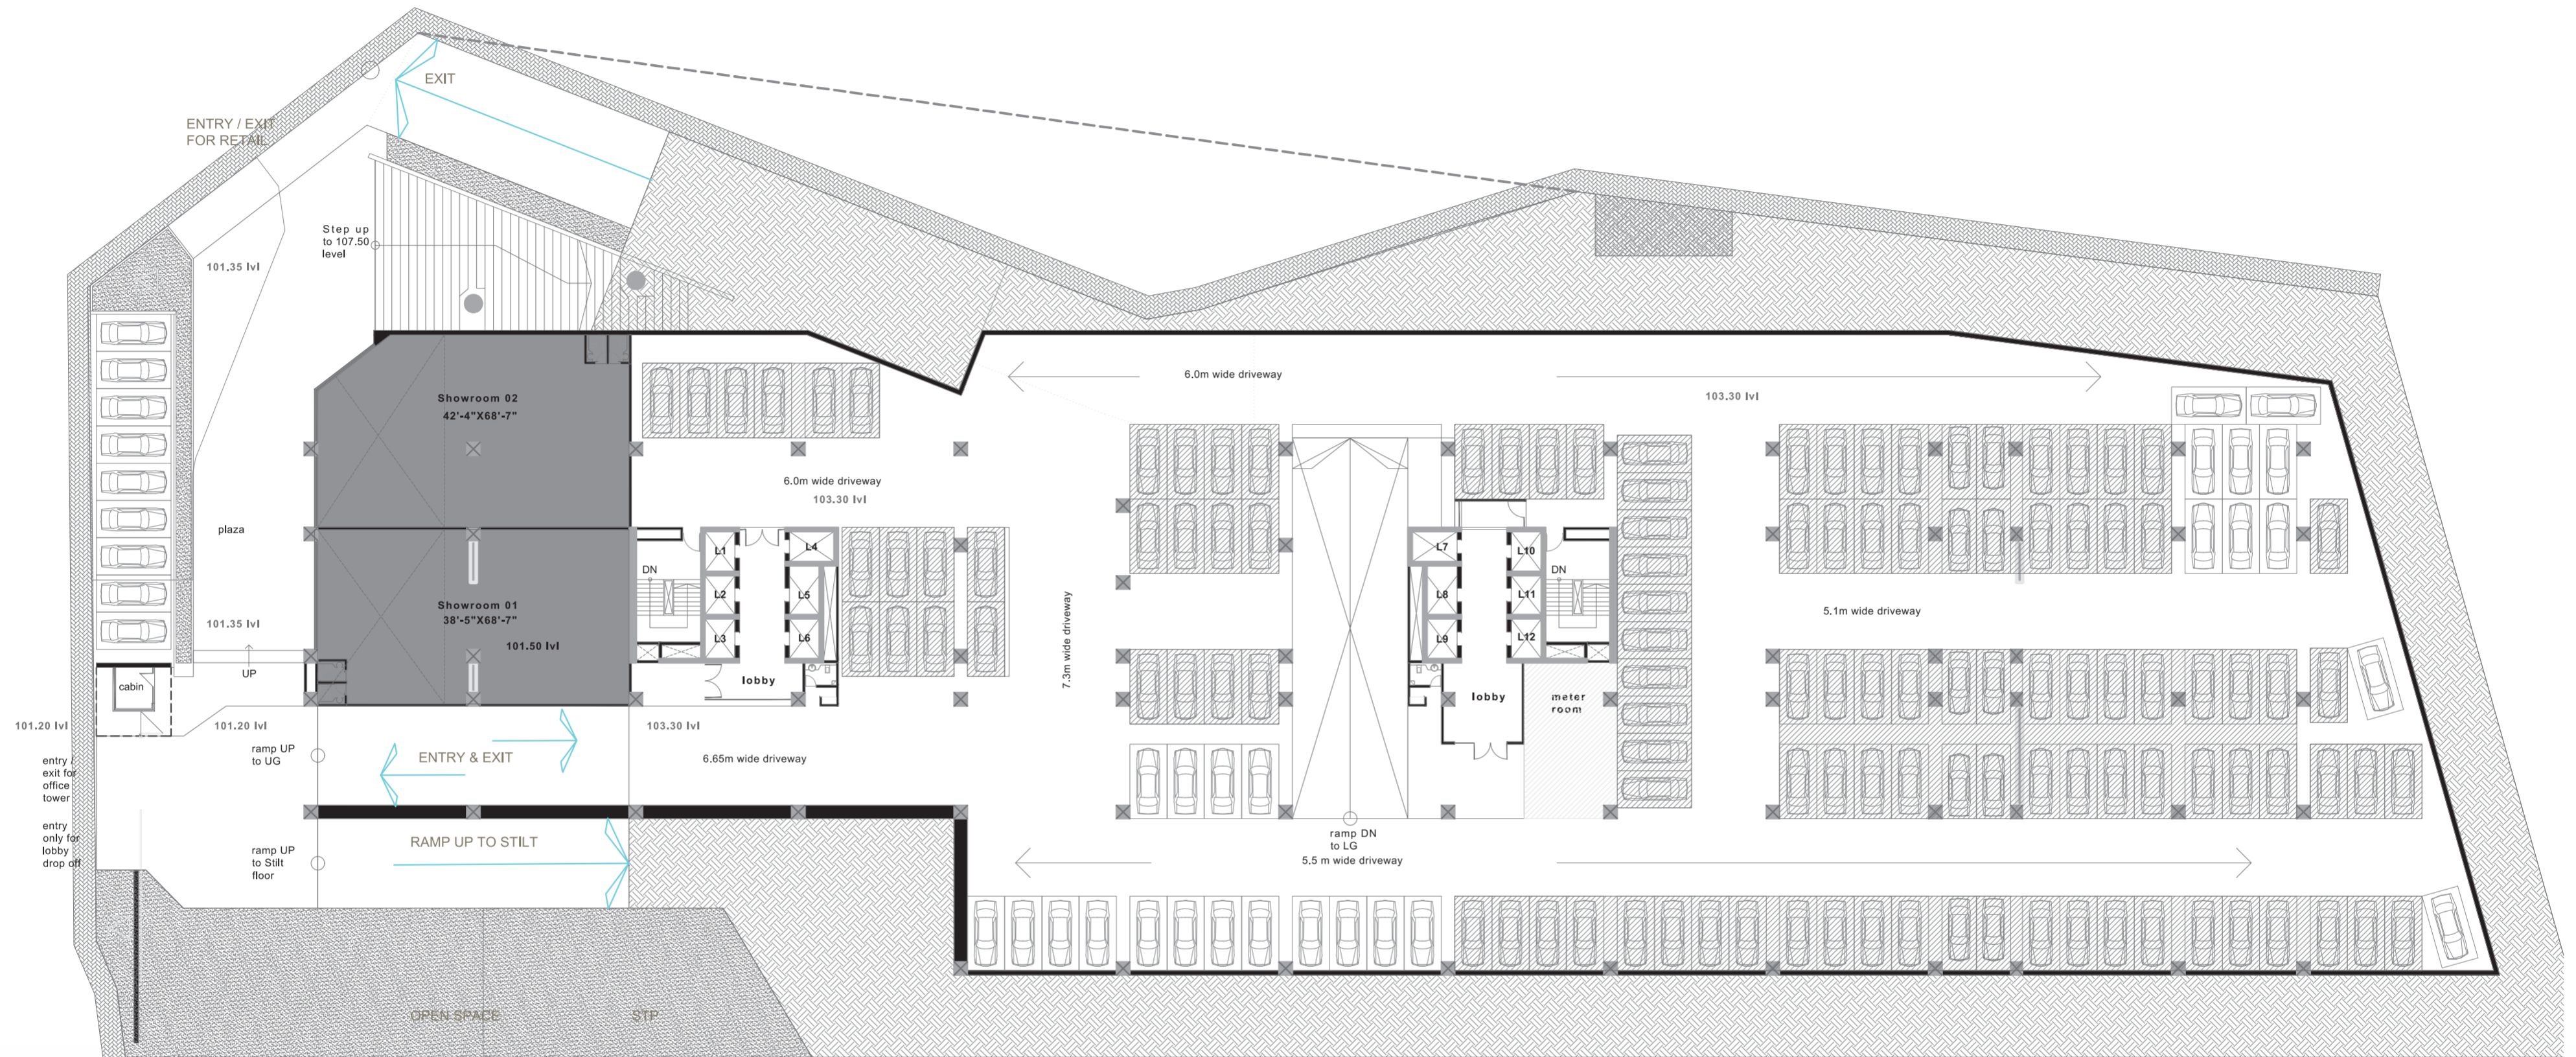 EXIT
ENTRY / EXIT
FOR RETAIL
Step up
to 107.50
level
101.35 lvl
6.0m wide driveway
103.30 lvl
Showroom 02
42'-4"X68'-7"
6.0m wide driveway
103.30 lvl
plaza
L1
L4
L7
L10
DN
DN
L2
L5
L8
L11
Showroom 01
38'-5"X68'-7"
101.50 lvl
7.3m wide driveway
5.1m wide driveway
101.35 lvl
L3
L6
L9
L12
UP
cabin
lobby
lobby
meter
room
101.20 lvl
101.20 lvl
103.30 lvl
ramp UP
to UG
ENTRY & EXIT
6.65m wide driveway
entry /
exit for
office
tower
entry
only for
lobby
drop off
ramp UP
to Stilt
floor
RAMP UP TO STILT
ramp DN
to LG
5.5 m wide driveway
OPEN SPACE
STP